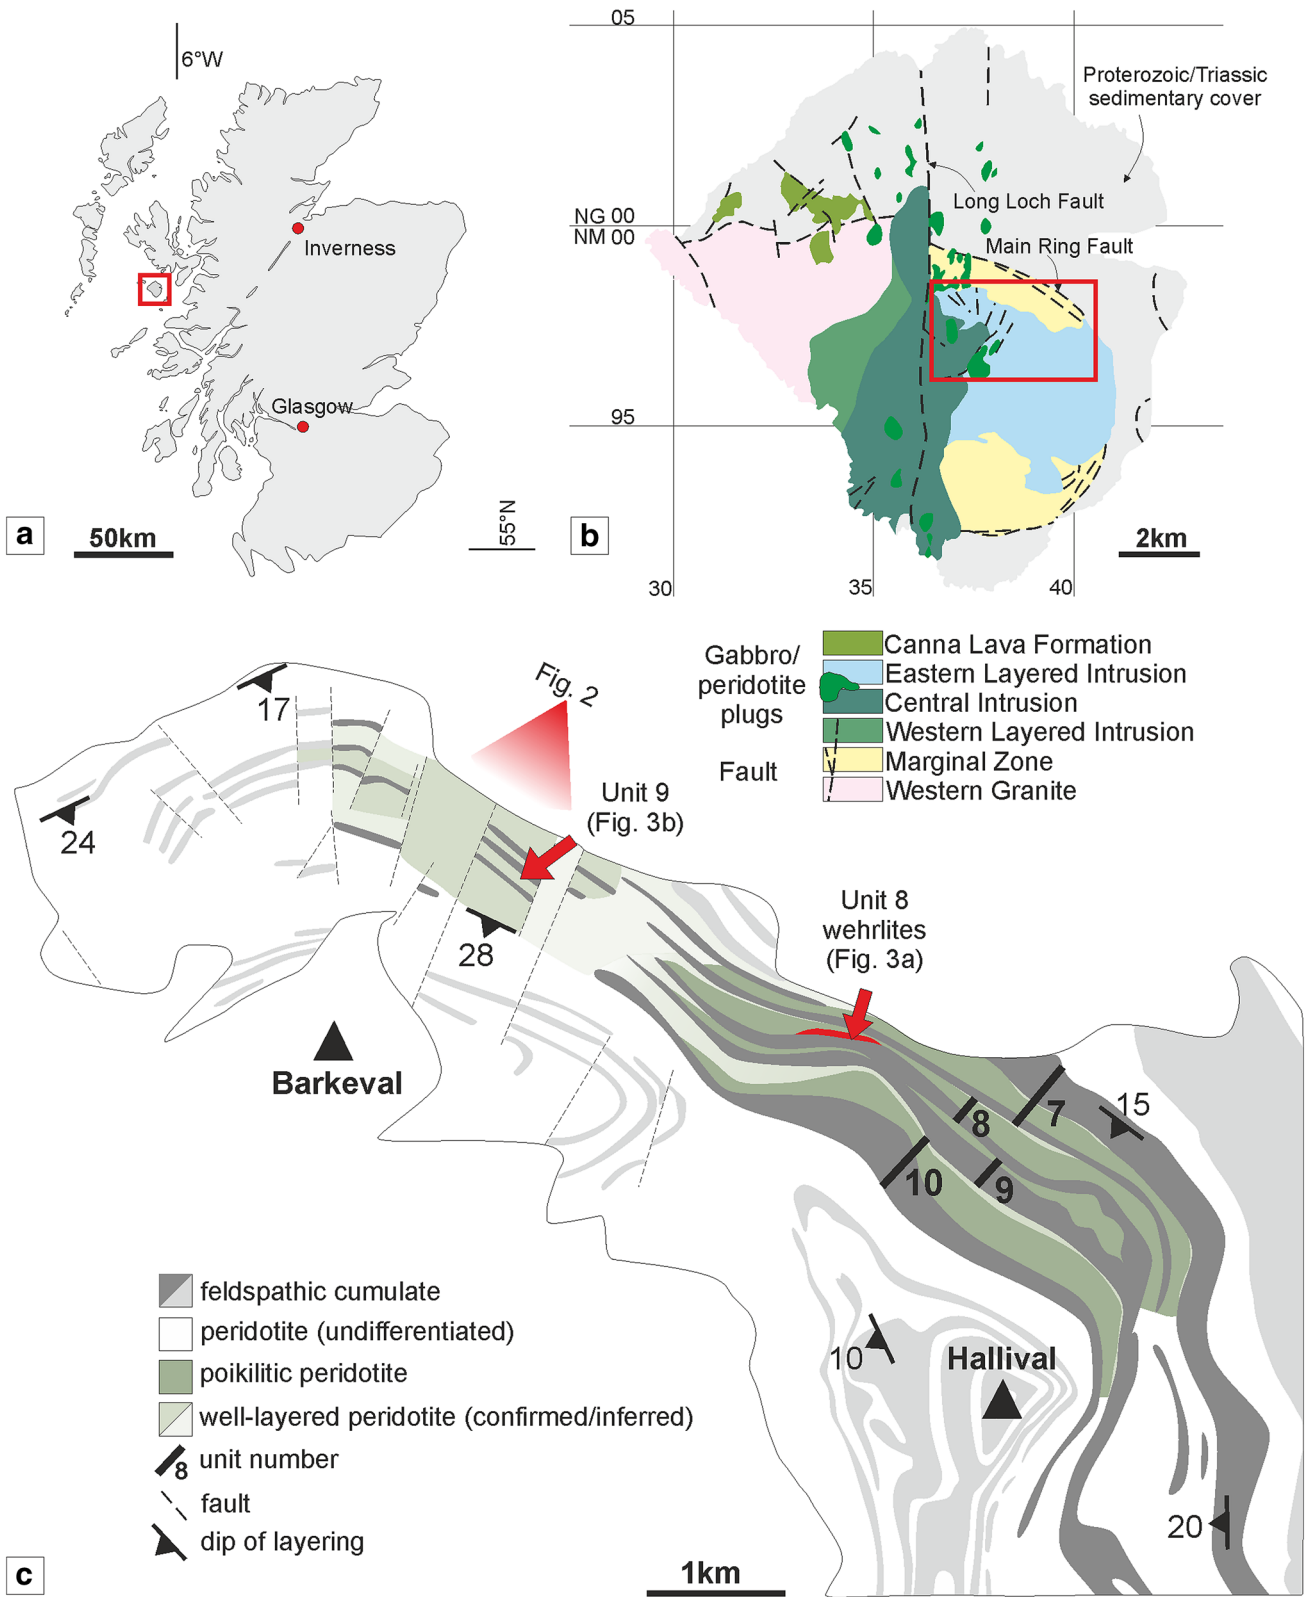 6°W
Inverness
Glasgow
55°N
a
50km
05
Proterozoic/Triassic
sedimentary cover
Long Loch Fault
NG 00
NM 00
Main Ring Fault
95
b
2km
30
35
40
Gabbro/
peridotite
plugs
Fault
Canna Lava Formation
Eastern Layered Intrusion
Central Intrusion
Western Layered Intrusion
Marginal Zone
Western Granite
17
24
Fig. 2
Unit 9
(Fig. 3b)
28
Unit 8
wehrlites
(Fig. 3a)
Barkeval
7
15
8
10
9
10
Hallival
20
feldspathic cumulate
peridotite (undifferentiated)
poikilitic peridotite
well-layered peridotite (confirmed/inferred)
8
unit number
fault
dip of layering
c
1km